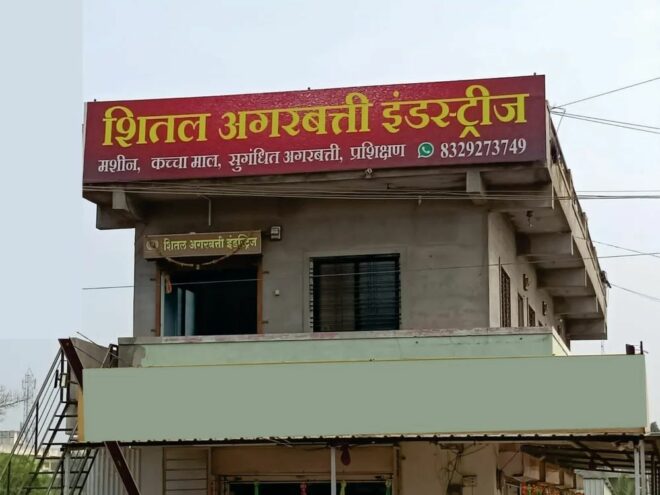 शितल अगरबत्ती इंडस्ट्रीज
मशीन, कच्चा माल, सुगंधित अगरबत्ती, प्रशिक्षण 8329273749
शितल अगरबत्ती इंडस्ट्रिज